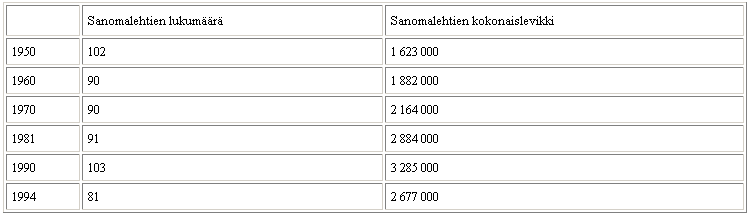 Sanomalehtien lukumäärä Sanomalehtien kokonaislevikki
1950 102 1 623 000
1960 90 1 882 000
1970 90 2 164 000
1981 91 2 884 000
1990 103 3 285 000
1994 81 2 677 000